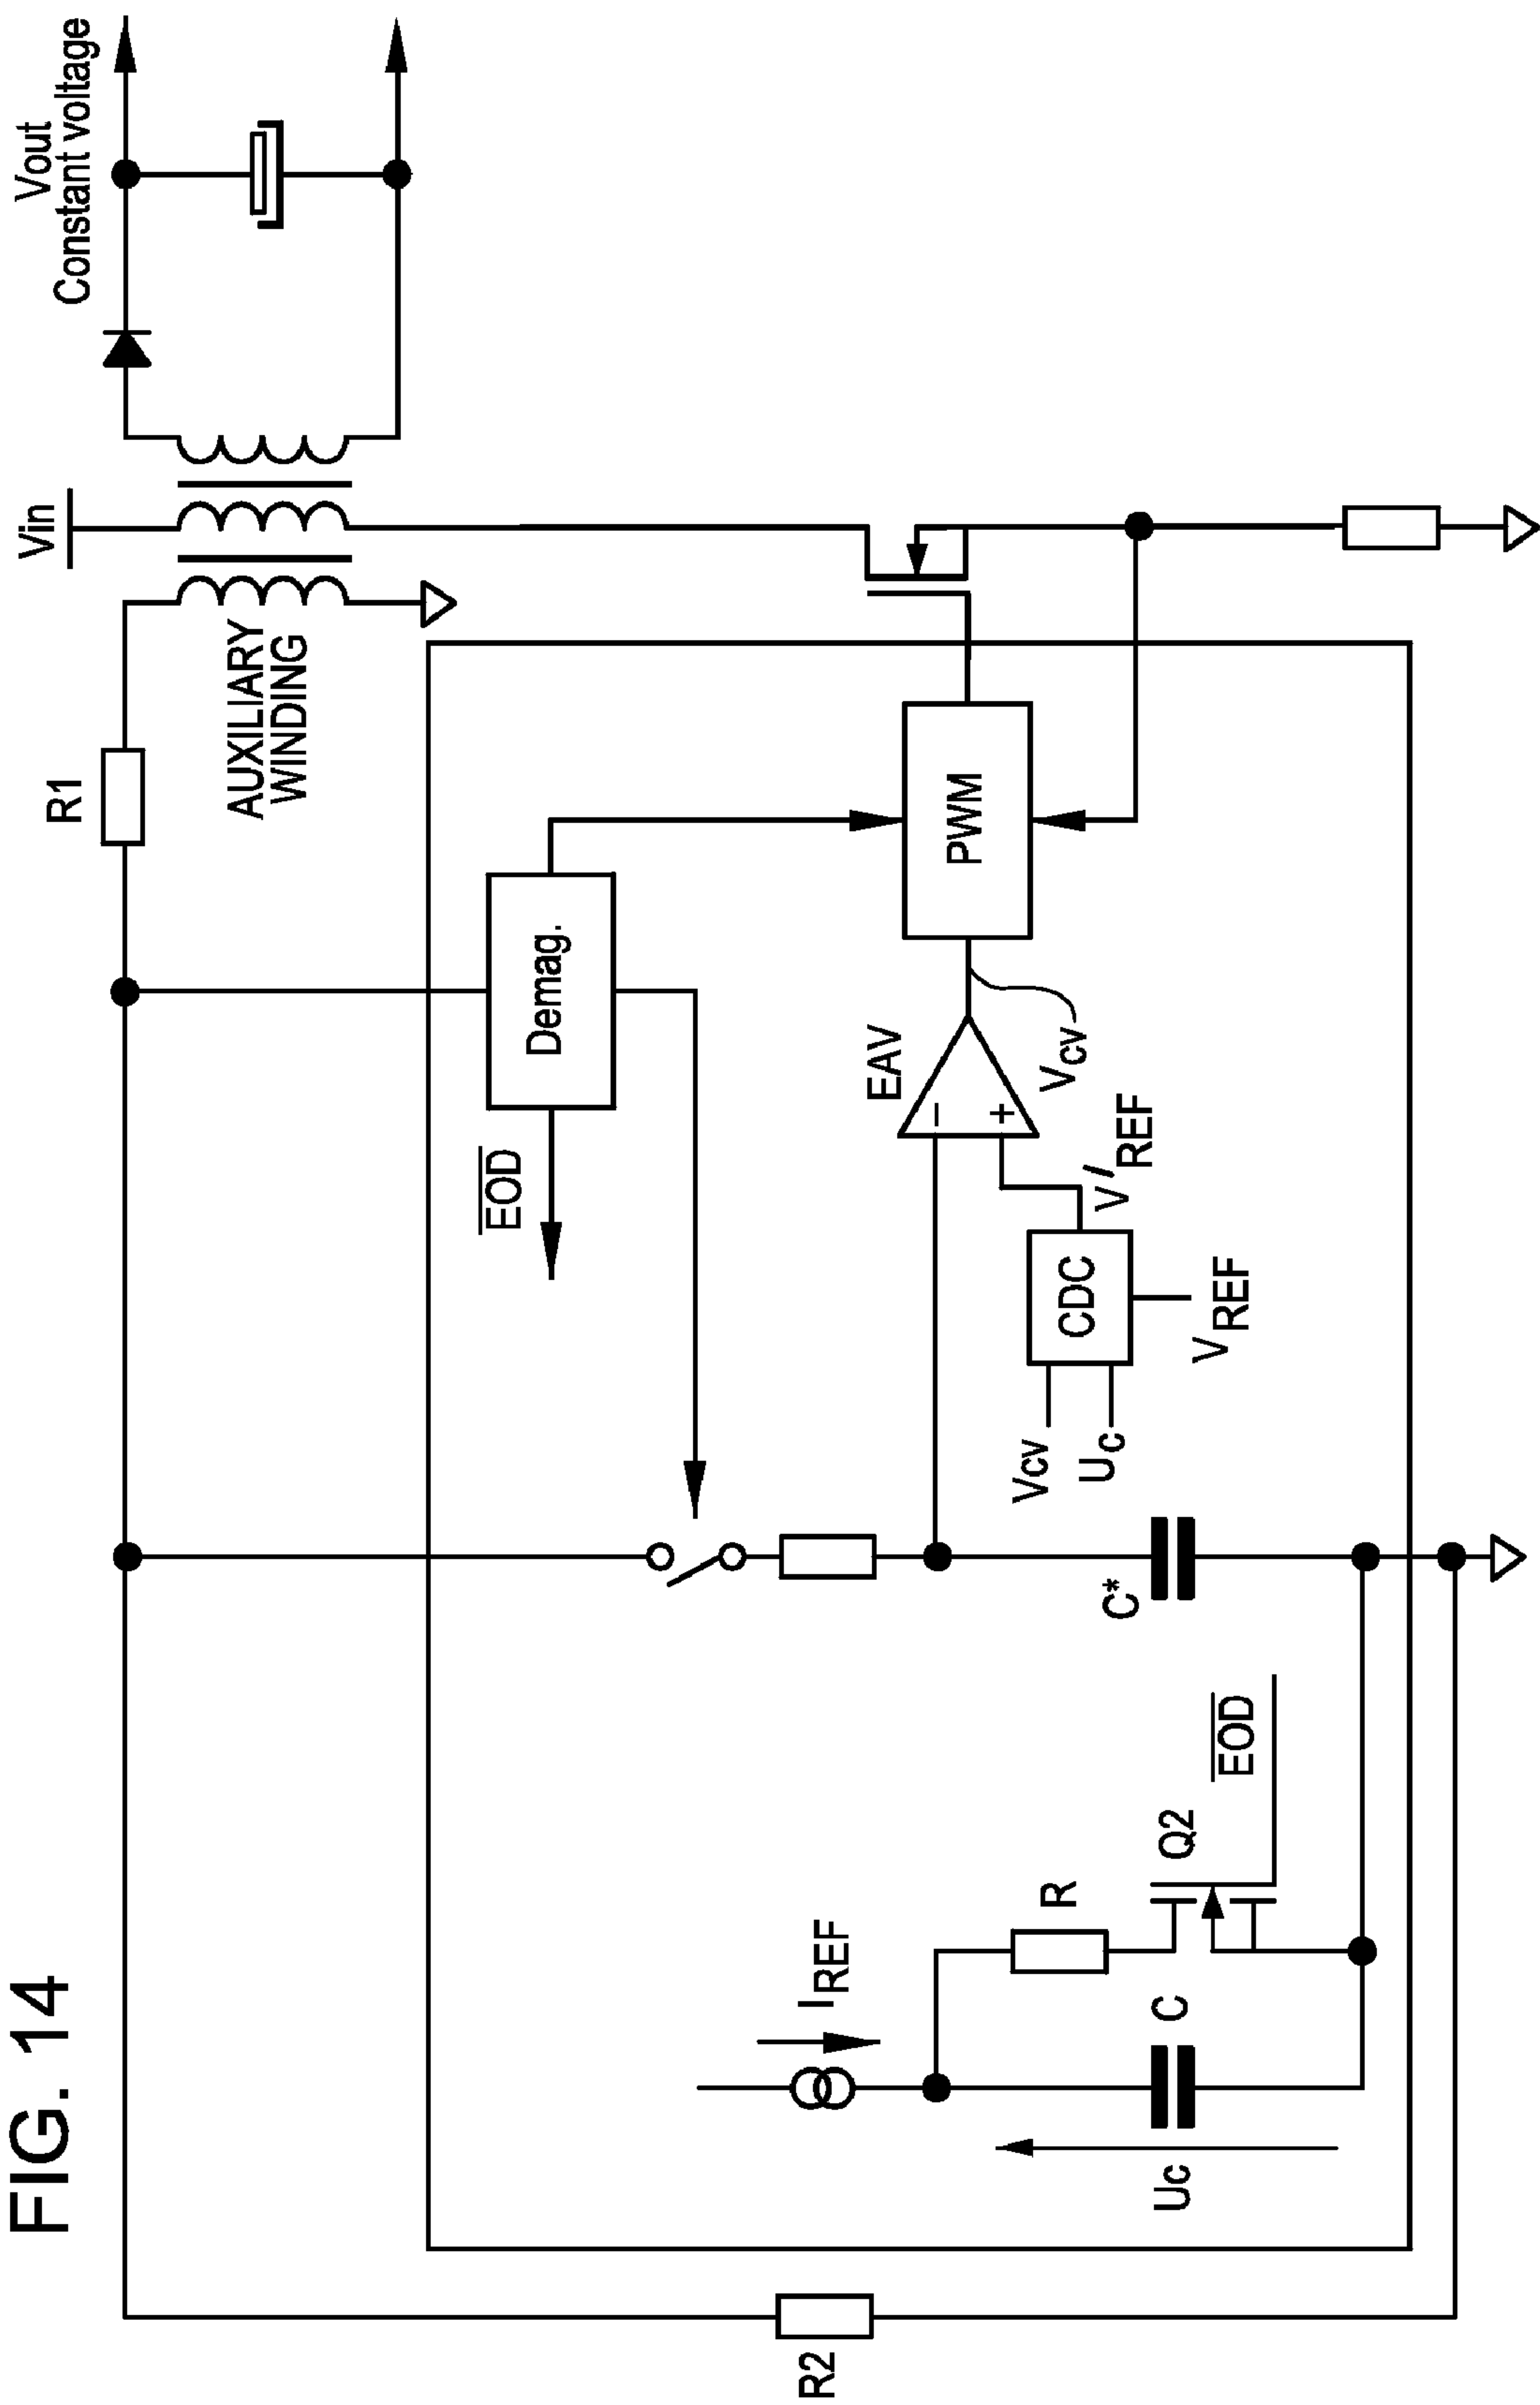 FIG. 14
Vin
Vout
Constant voltage
R1
AUXILIARY
WINDING
Demag.
EOD
PWM
EAV
−
+
Vcv
V'REF
CDC
Vcv
Uc
VREF
C*
IREF
R
Q2
EOD
C
Uc
R2